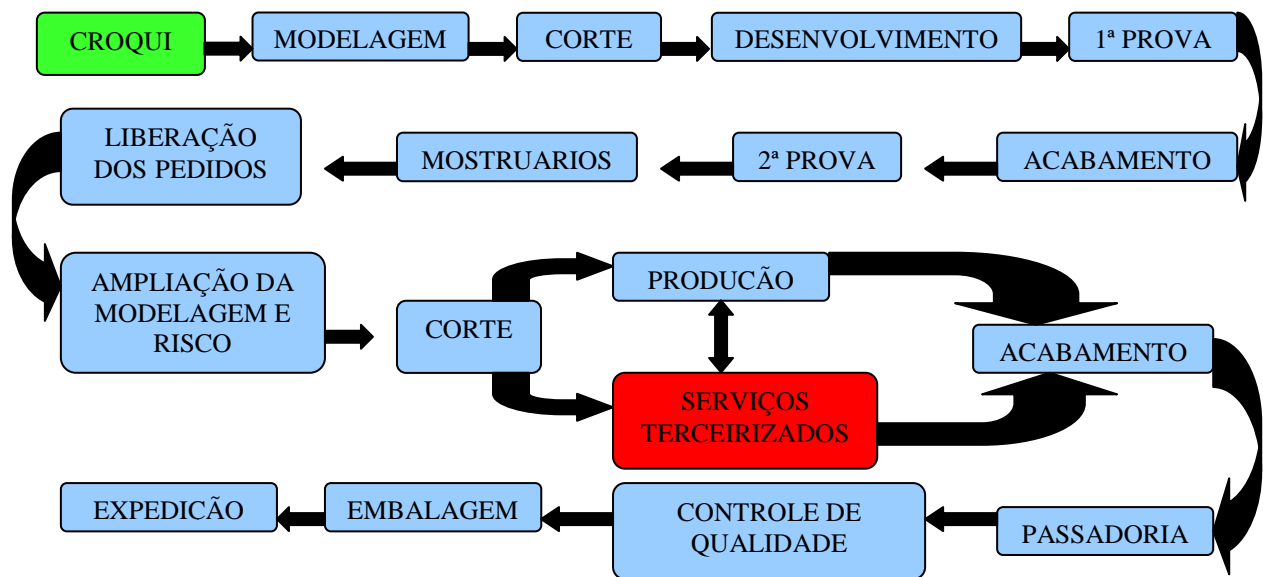 CROQUI
MODELAGEM
CORTE
DESENVOLVIMENTO
1ª PROVA
ACABAMENTO
2ª PROVA
MOSTRUARIOS
LIBERAÇÃO
DOS PEDIDOS
AMPLIAÇÃO DA
MODELAGEM E
RISCO
CORTE
PRODUCÃO
SERVIÇOS
TERCEIRIZADOS
ACABAMENTO
PASSADORIA
CONTROLE DE
QUALIDADE
EMBALAGEM
EXPEDICÃO